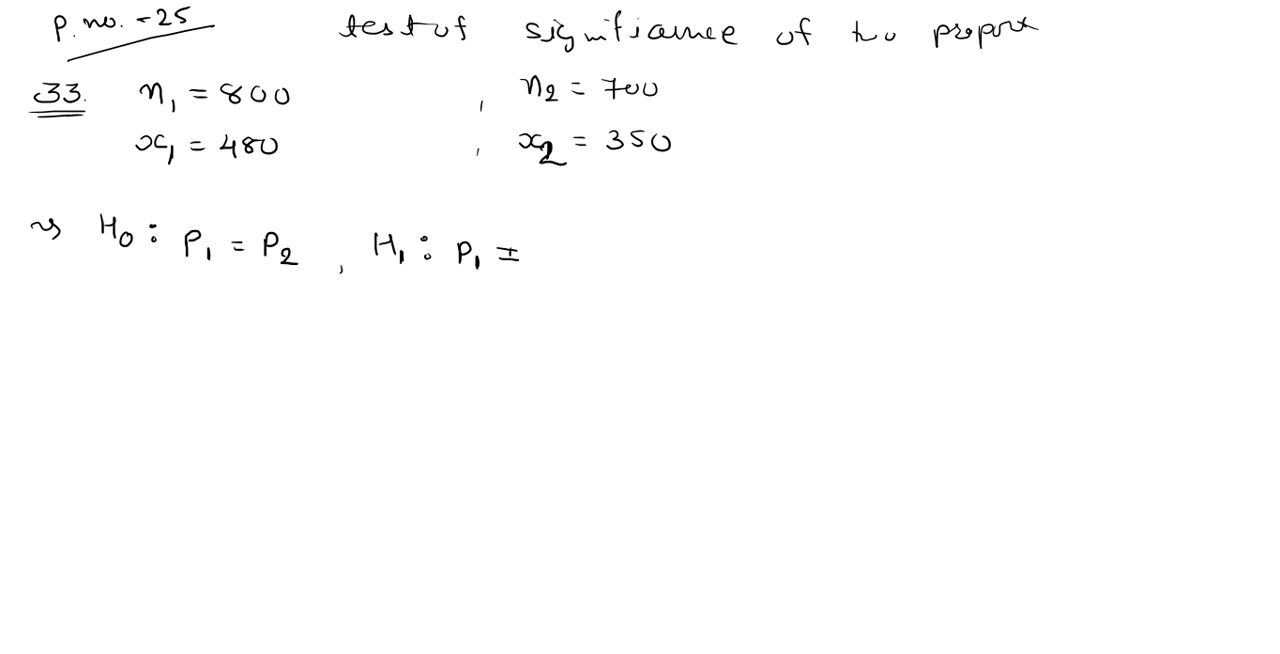 P. no. - 25 test of significance of two propor
33. n₁ = 800 , n₂ = 700
x₁ = 480 , x₂ = 350
⇝ H₀ : P₁ = P₂ , H₁ : P₁ =